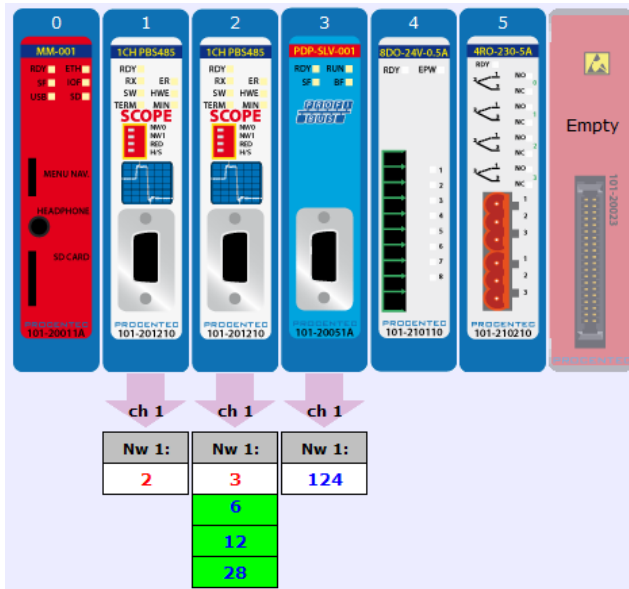 0
MM-001
RDY ETH
SF IOF
USB SD
MENU NAV.
HEADPHONE
SD CARD
PROCENTEC
101-20011A
1
1CH PBS485
RDY
RX ER
SW HWE
TERM MIN
SCOPE
NW0
NW1
RED
H/S
PROCENTEC
101-201210
2
1CH PBS485
RDY
RX ER
SW HWE
TERM MIN
SCOPE
NW0
NW1
RED
H/S
PROCENTEC
101-201210
3
PDP-SLV-001
RDY RUN
SF BF
PROFI
BUS
PROCENTEC
101-20051A
4
8DO-24V-0.5A
RDY EPW
1
2
3
4
5
6
7
8
PROCENTEC
101-210110
5
4RO-230-5A
RDY
NO
0
NC
NO
1
NC
NO
2
NC
NO
3
NC
1
2
3
1
2
3
PROCENTEC
101-210210
Empty
101-20023
ch 1
Nw 1:
2
ch 1
Nw 1:
3
6
12
28
ch 1
Nw 1:
124